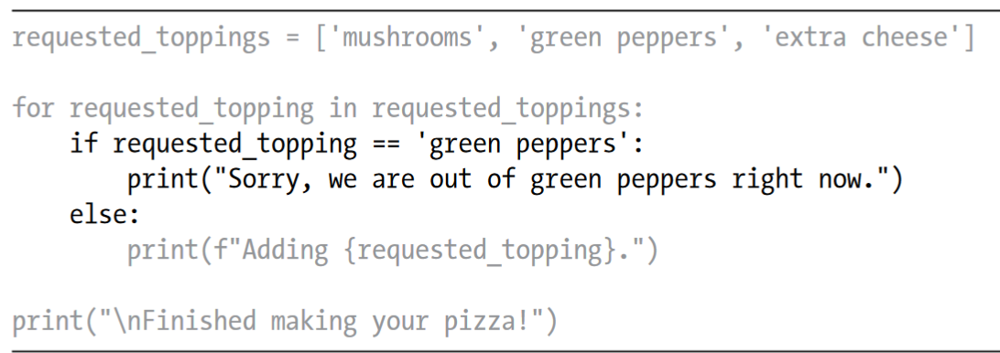 requested_toppings = ['mushrooms', 'green peppers', 'extra cheese']
for requested_topping in requested_toppings:
    if requested_topping == 'green peppers':
        print("Sorry, we are out of green peppers right now.")
    else:
        print(f"Adding {requested_topping}.")
print("\nFinished making your pizza!")